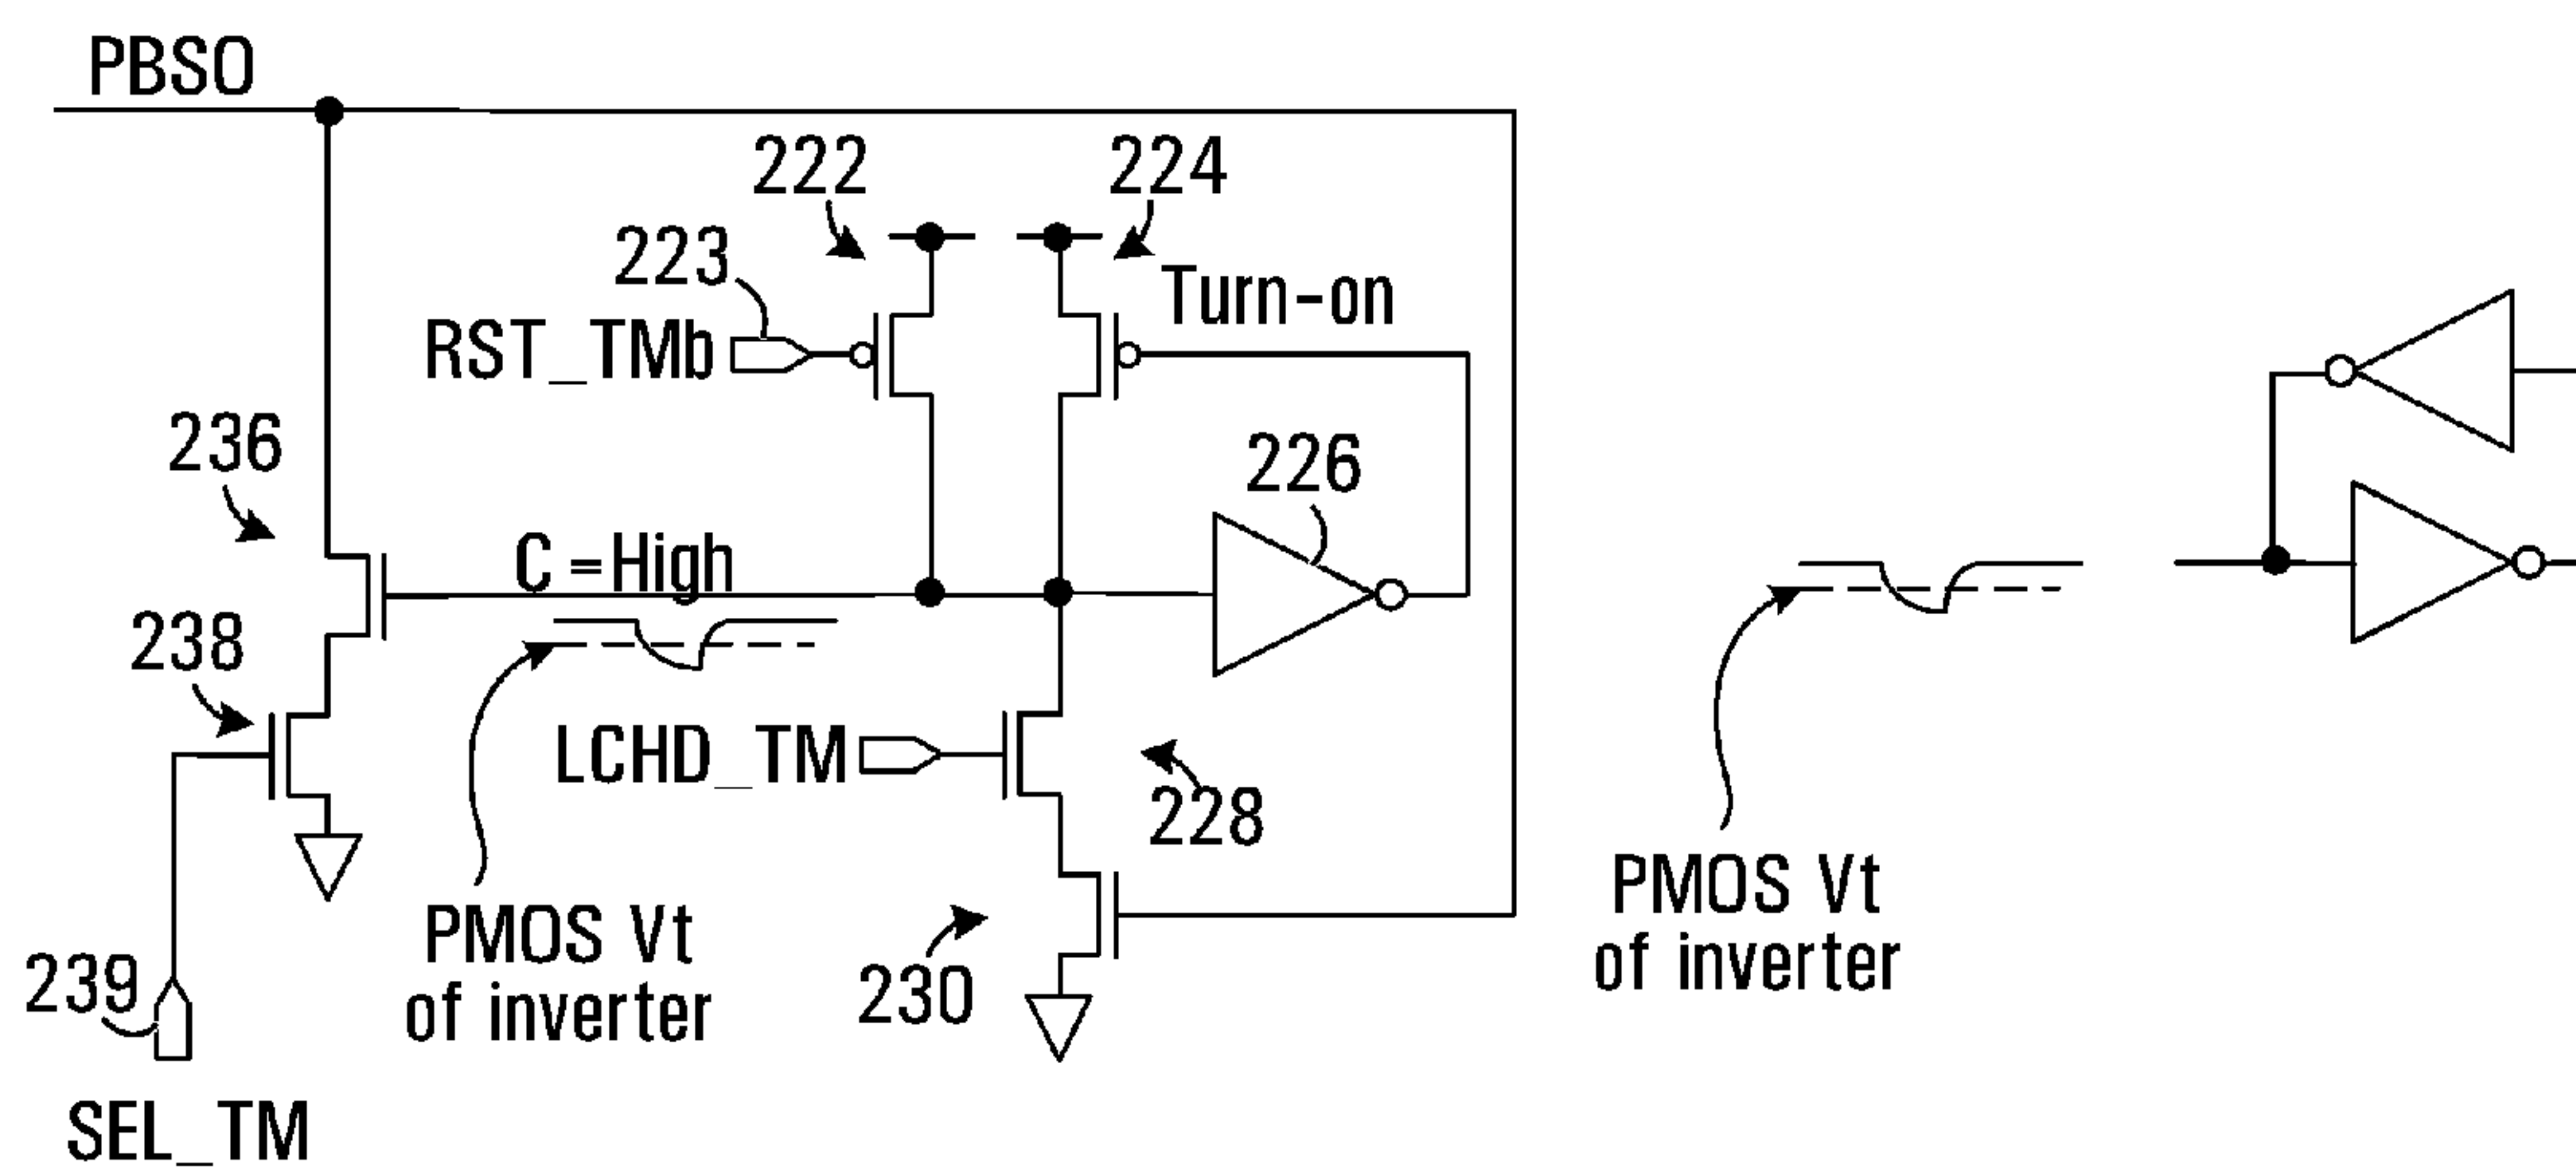 PBSO
222
224
223
Turn-on
RST_TMb
236
226
C =High
238
LCHD_TM
228
PMOS Vt
of inverter
PMOS Vt
of inverter
239
230
SEL_TM